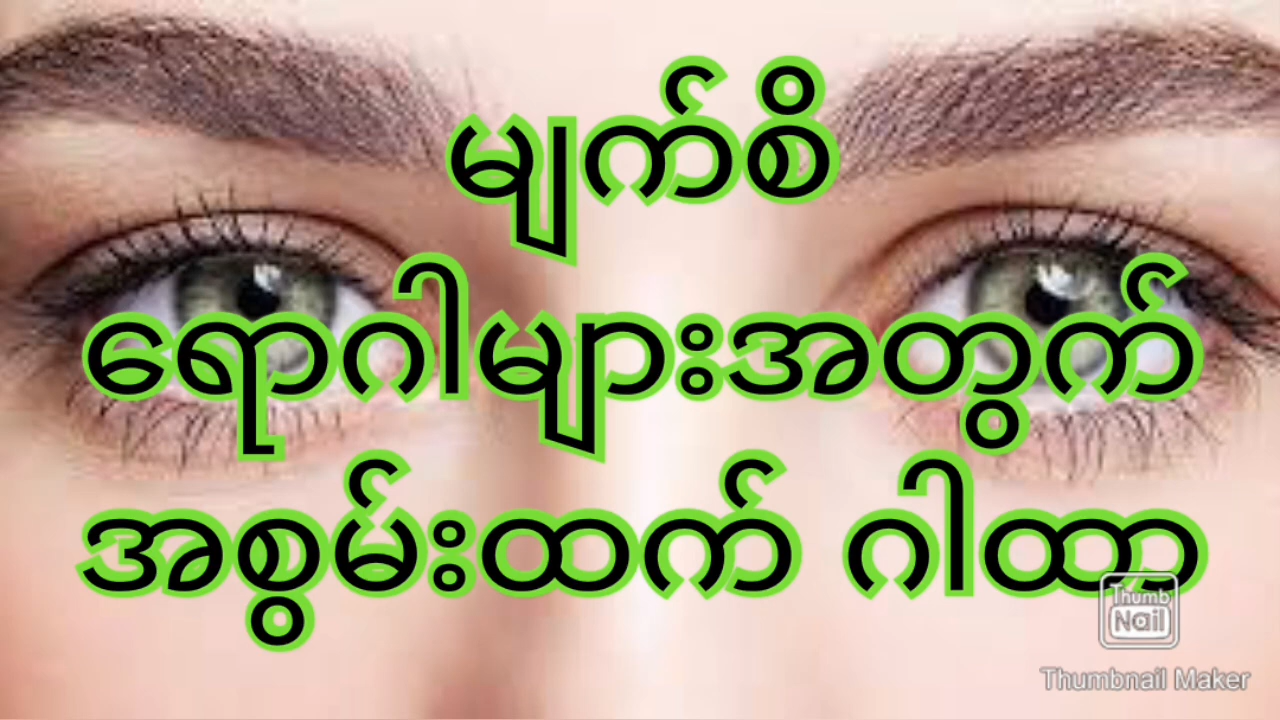 မျက်စိ
ရောဂါများအတွက်
အစွမ်းထက် ဂါထာ
Thumb
Nail
Thumbnail Maker